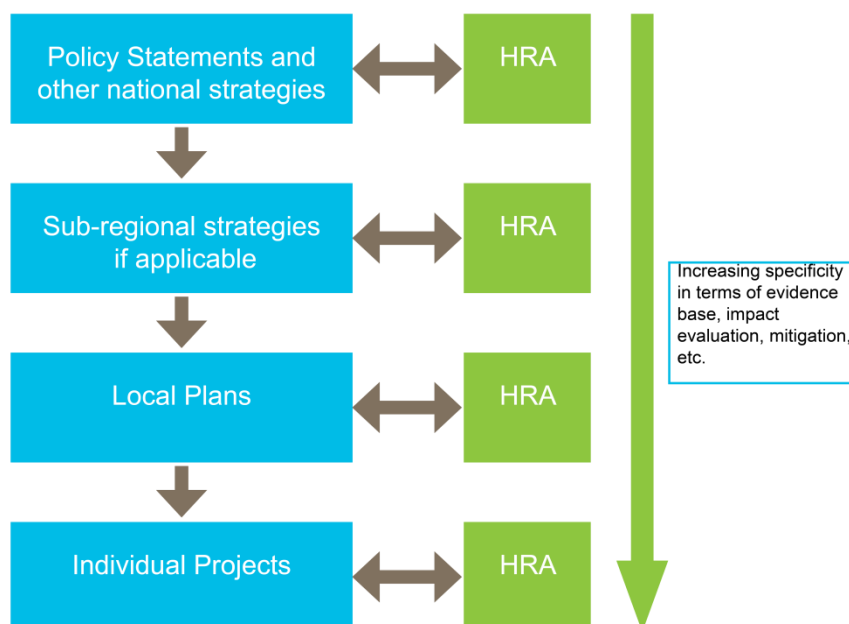 Policy Statements and
other national strategies
HRA
Sub-regional strategies
if applicable
HRA
Increasing specificity
in terms of evidence
base, impact
evaluation, mitigation,
etc.
Local Plans
HRA
Individual Projects
HRA